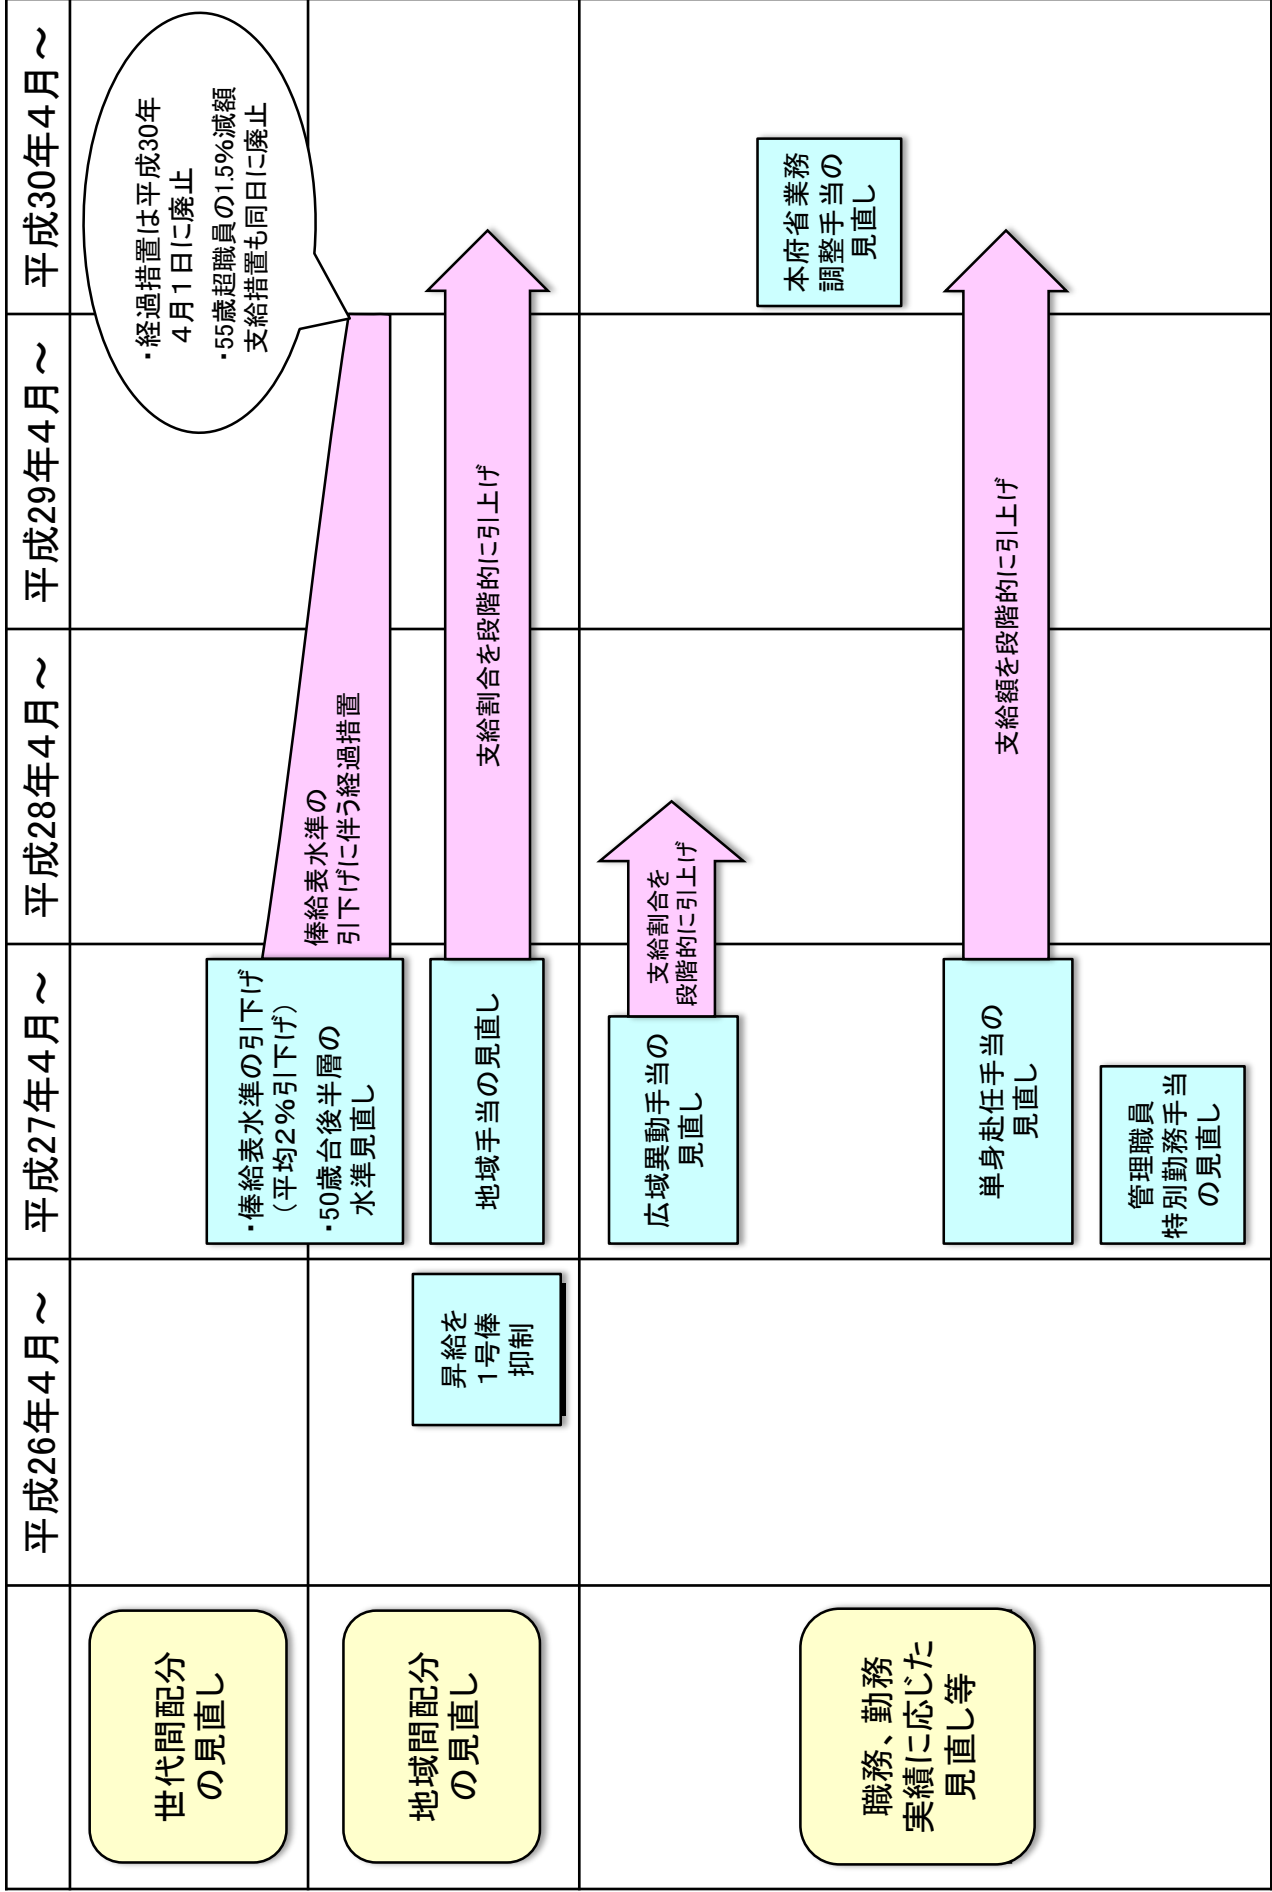 平成26年４月～
平成27年４月～
平成28年４月～
平成29年４月～
平成30年４月～
世代間配分
の見直し
・俸給表水準の引下げ
（平均２％引下げ）
・50歳台後半層の
水準見直し
俸給表水準の
引下げに伴う経過措置
・経過措置は平成30年
４月１日に廃止
・55歳超職員の1.5%減額
支給措置も同日に廃止
地域間配分
の見直し
昇給を
１号俸
抑制
地域手当の見直し
支給割合を段階的に引上げ
職務、勤務
実績に応じた
見直し等
広域異動手当の
見直し
支給割合を
段階的に引上げ
本府省業務
調整手当の
見直し
単身赴任手当の
見直し
支給額を段階的に引上げ
管理職員
特別勤務手当
の見直し